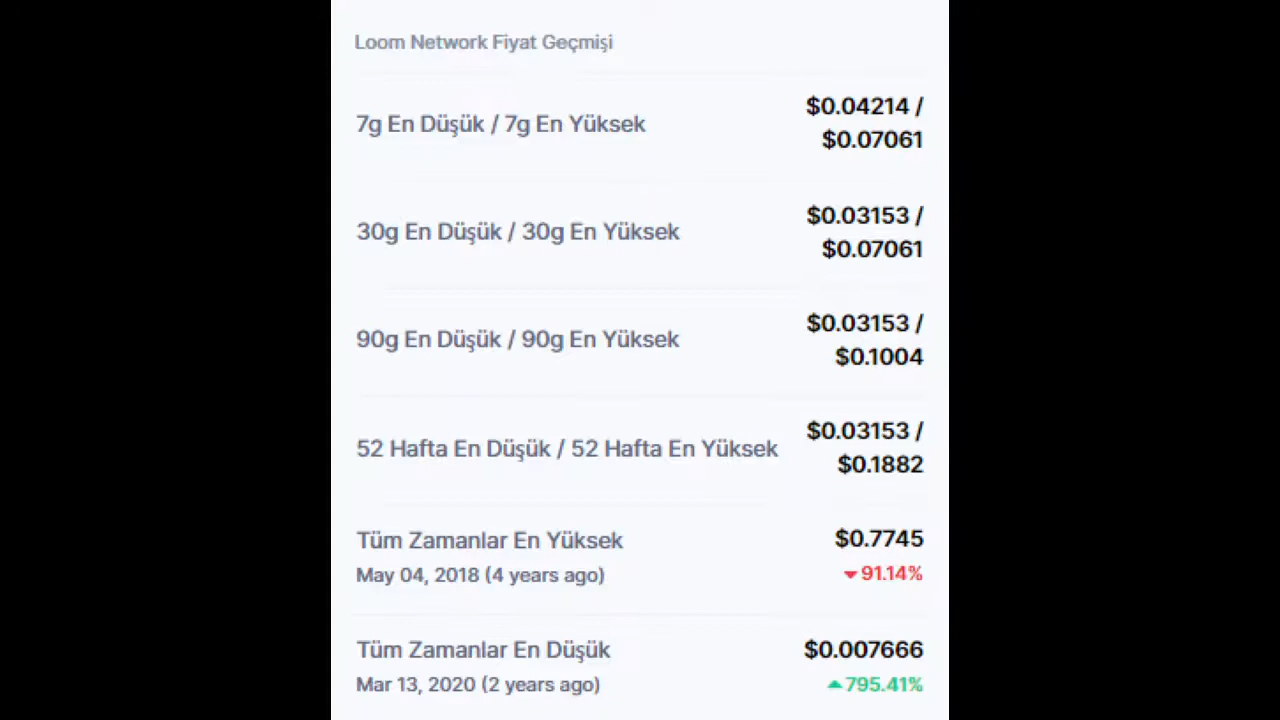 Loom Network Fiyat Geçmişi
7g En Düşük / 7g En Yüksek
$0.04214 /
$0.07061
30g En Düşük / 30g En Yüksek
$0.03153 /
$0.07061
90g En Düşük / 90g En Yüksek
$0.03153 /
$0.1004
52 Hafta En Düşük / 52 Hafta En Yüksek
$0.03153 /
$0.1882
Tüm Zamanlar En Yüksek
$0.7745
May 04, 2018 (4 years ago)
91.14%
Tüm Zamanlar En Düşük
$0.007666
Mar 13, 2020 (2 years ago)
795.41%